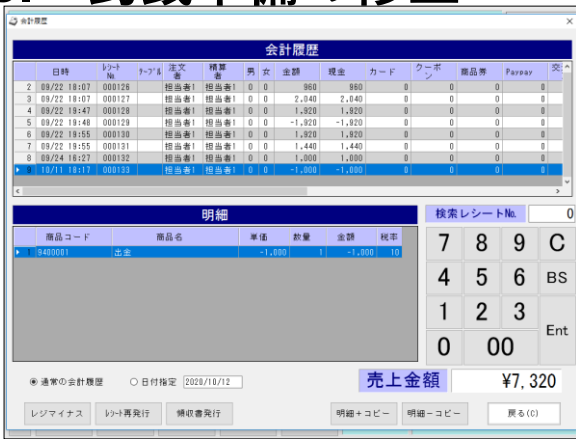 会計履歴
会計履歴
日時 レシートNo. テーブル 注文者 精算者 男 女 金額 現金 カード クーポン 商品券 Paypay 交
2 09/22 18:07 000126 担当者1 担当者1 0 0 960 960 0 0 0 0
3 09/22 18:07 000127 担当者1 担当者1 0 0 2,040 2,040 0 0 0 0
4 09/22 19:47 000128 担当者1 担当者1 0 0 1,920 1,920 0 0 0 0
5 09/22 19:48 000129 担当者1 担当者1 0 0 -1,920 -1,920 0 0 0 0
6 09/22 19:55 000130 担当者1 担当者1 0 0 1,920 1,920 0 0 0 0
7 09/22 19:55 000131 担当者1 担当者1 0 0 1,440 1,440 0 0 0 0
8 09/24 16:27 000132 担当者1 担当者1 0 0 1,000 1,000 0 0 0 0
9 10/11 18:17 000133 担当者1 担当者1 0 0 -1,000 -1,000 0 0 0 0
明細
商品コード 商品名 単価 数量 金額 税率
1 9400001 出金 -1,000 1 -1,000 10
検索レシートNo. 0
7 8 9 C
4 5 6 BS
1 2 3
Ent
0 00
通常の会計履歴 日付指定 2020/10/12
売上金額 ¥7,320
レジマイナス レシート再発行 領収書発行 明細+コピー 明細-コピー 戻る(C)